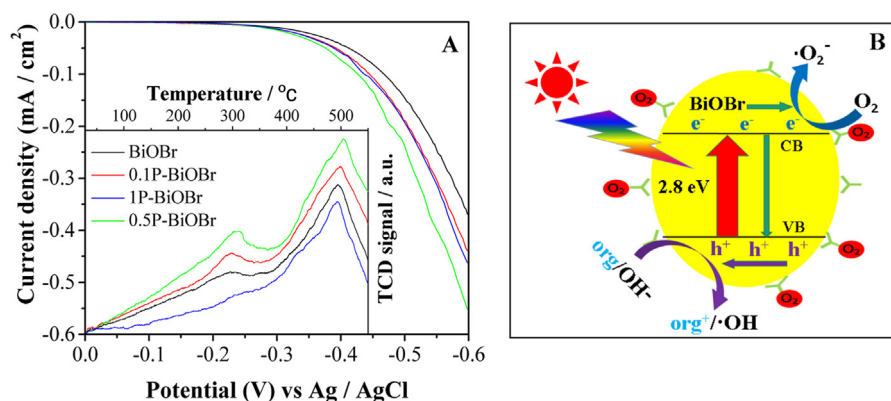 A
0.0
-0.1
-0.2
-0.3
-0.4
-0.5
-0.6
Current density (mA / cm²)
Temperature / °C
100 200 300 400 500
BiOBr
0.1P-BiOBr
1P-BiOBr
0.5P-BiOBr
TCD signal / a.u.
0.0 -0.1 -0.2 -0.3 -0.4 -0.5 -0.6
Potential (V) vs Ag / AgCl
B
·O₂⁻
O₂
BiOBr
O₂
e⁻ e⁻ e⁻
O₂
CB
O₂
2.8 eV
VB
h⁺ h⁺ h⁺
O₂
org/OH-
O₂
org⁺/·OH